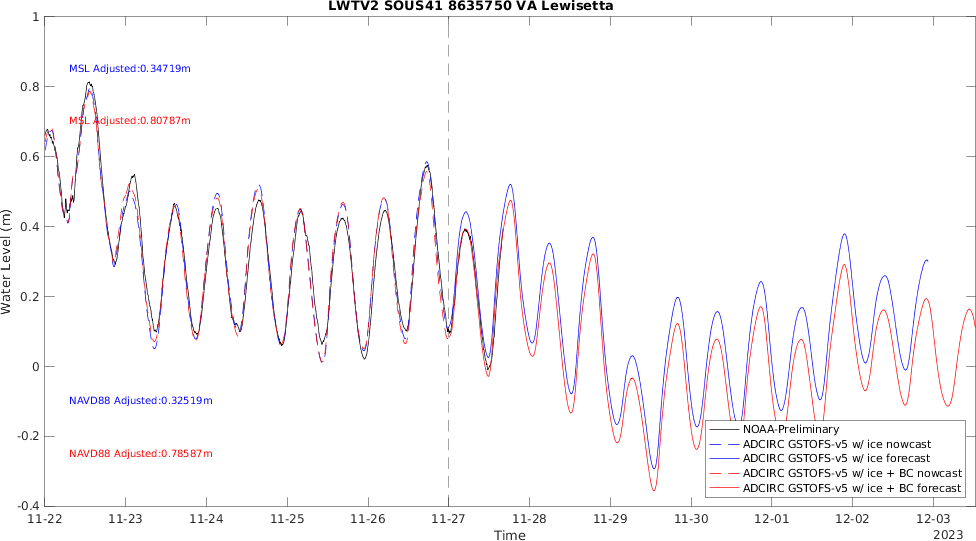 LWTV2 SOUS41 8635750 VA Lewisetta
1
0.8
0.6
0.4
0.2
0
-0.2
-0.4
Water Level (m)
MSL Adjusted:0.34719m
MSL Adjusted:0.80787m
NAVD88 Adjusted:0.32519m
NAVD88 Adjusted:0.78587m
NOAA-Preliminary
ADCIRC GSTOFS-v5 w/ ice nowcast
ADCIRC GSTOFS-v5 w/ ice forecast
ADCIRC GSTOFS-v5 w/ ice + BC nowcast
ADCIRC GSTOFS-v5 w/ ice + BC forecast
11-22 11-23 11-24 11-25 11-26 11-27 11-28 11-29 11-30 12-01 12-02 12-03
Time
2023